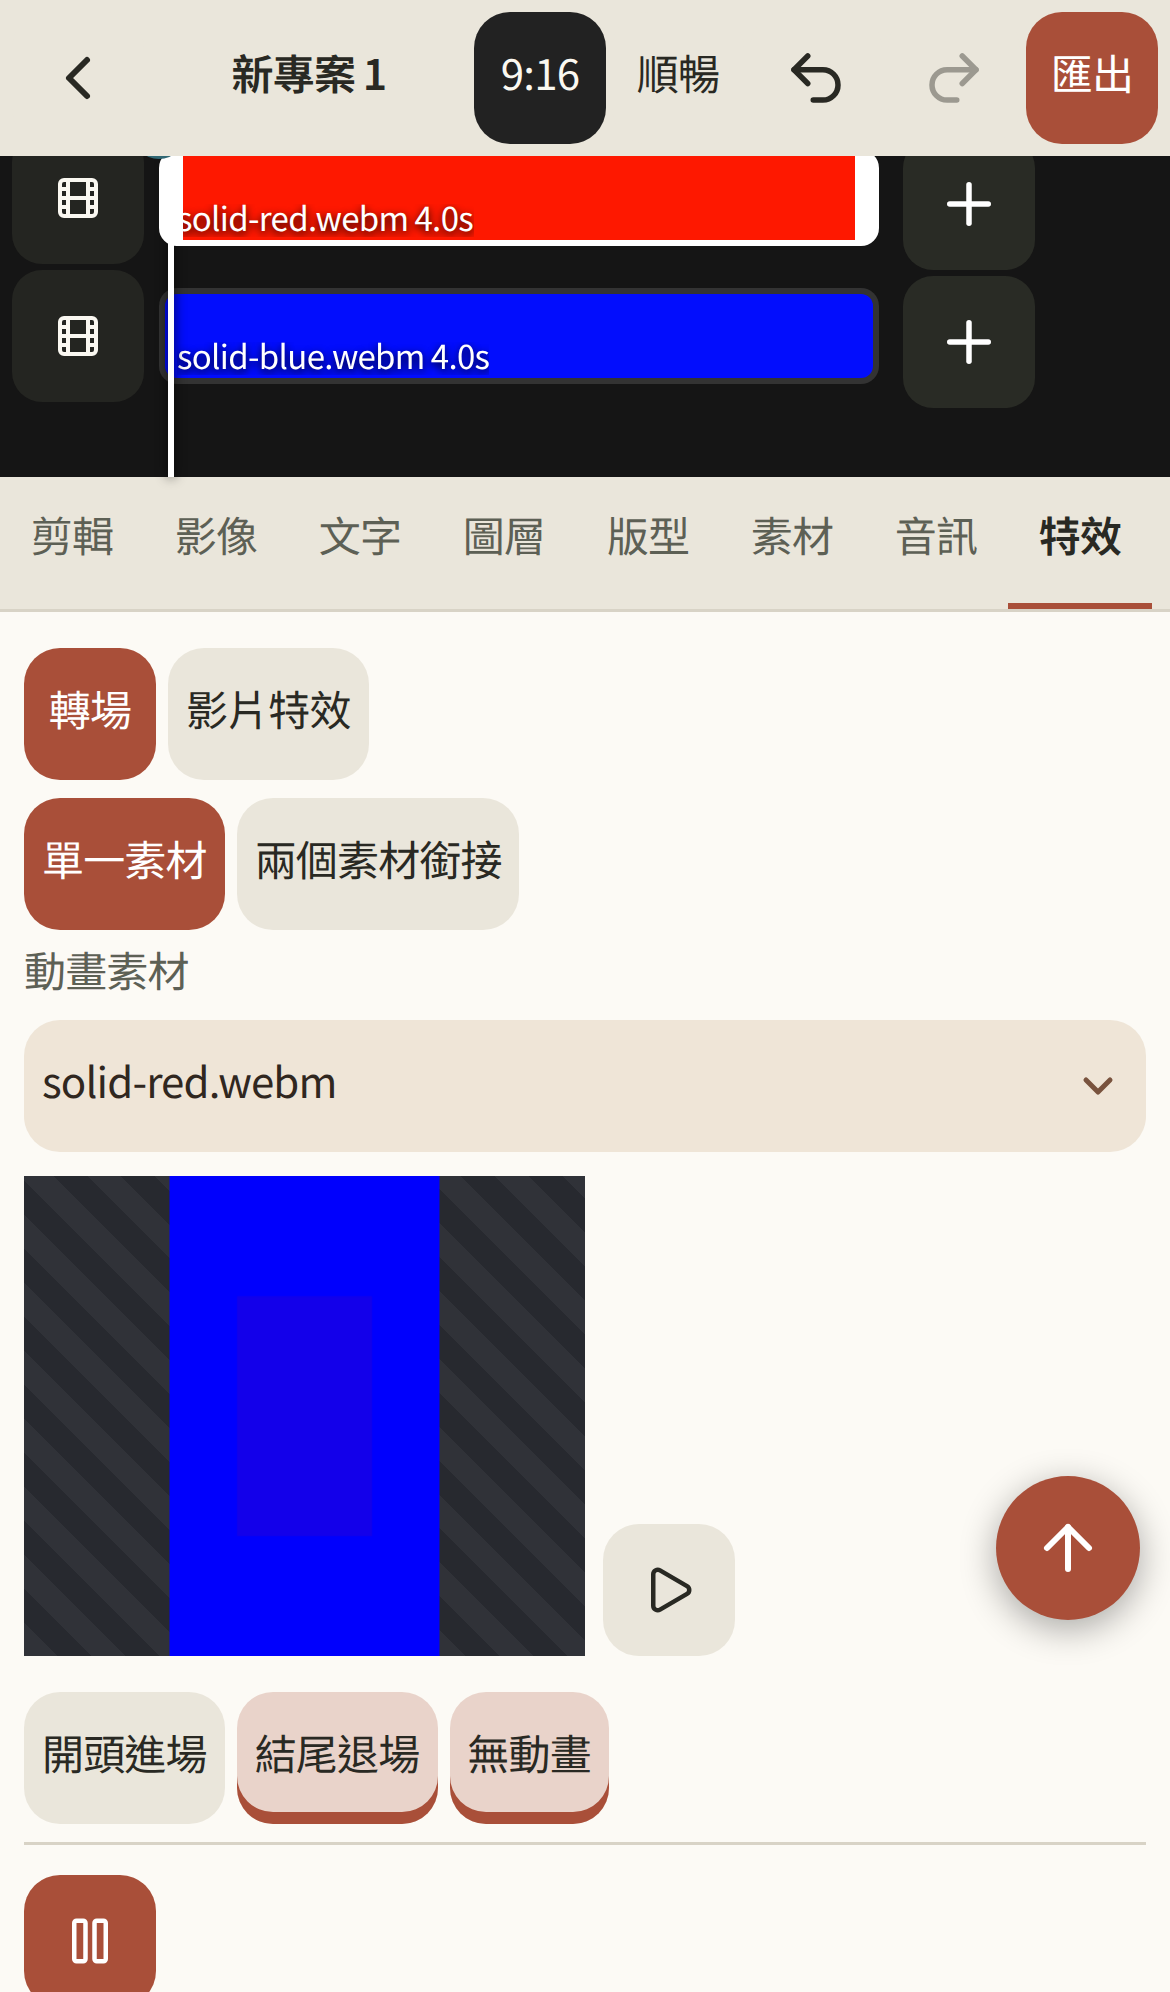 新專案 1
9:16
順暢
匯出
solid-red.webm 4.0s
solid-blue.webm 4.0s
剪輯
影像
文字
圖層
版型
素材
音訊
特效
轉場
影片特效
單一素材
兩個素材銜接
動畫素材
solid-red.webm
開頭進場
結尾退場
無動畫